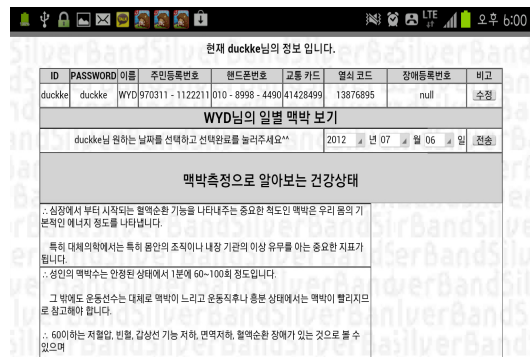 LTE 오후 6:00
현재 duckke님의 정보 입니다.
ID PASSWORD 이름 주민등록번호 핸드폰번호 교통 카드 열쇠 코드 장애등록번호 비고
duckke duckke WYD 970311 - 1122211 010 - 8998 - 4490 41428499 13876895 null 수정
WYD님의 일별 맥박 보기
duckke님 원하는 날짜를 선택하고 선택완료를 눌러주세요^^ 2012 년 07 월 06 일 전송
맥박측정으로 알아보는 건강상태
∴ 심장에서 부터 시작되는 혈액순환 기능을 나타내주는 중요한 척도인 맥박은 우리 몸의 기
본적인 에너지 정도를 나타냅니다.
특히 대체의학에서는 특히 몸안의 조직이나 내장 기관의 이상 유무를 아는 중요한 지표가
됩니다.
∴ 성인의 맥박수는 안정된 상태에서 1분에 60~100회 정도입니다.
그 밖에도 운동선수는 대체로 맥박이 느리고 운동직후나 흥분 상태에서는 맥박이 빨리지므
로 참고해야 합니다.
∴ 60이하는 저혈압, 빈혈, 갑상선 기능 저하, 면역저하, 혈액순환 장애가 있는 것으로 볼 수
있으며